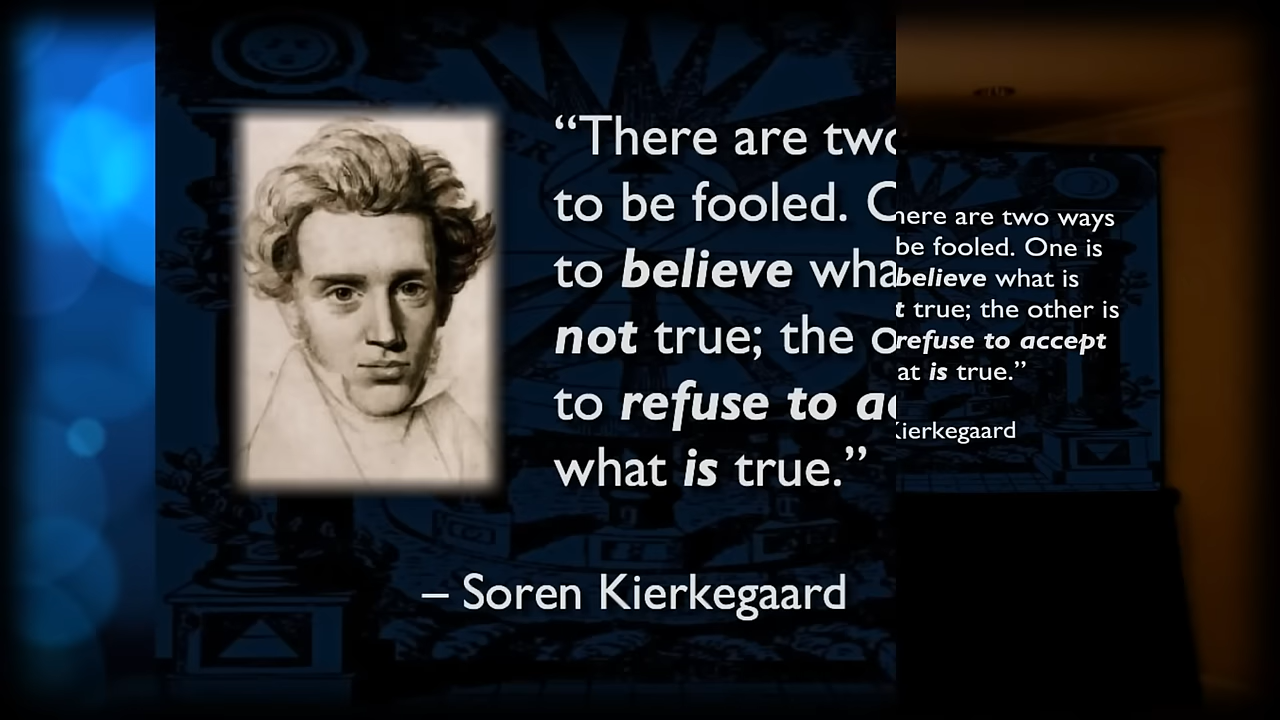 “There are two
to be fooled. O
to believe wha
not true; the o
to refuse to ac
what is true.”
– Soren Kierkegaard
here are two ways
be fooled. One is
believe what is
t true; the other is
refuse to accept
at is true.”
Kierkegaard